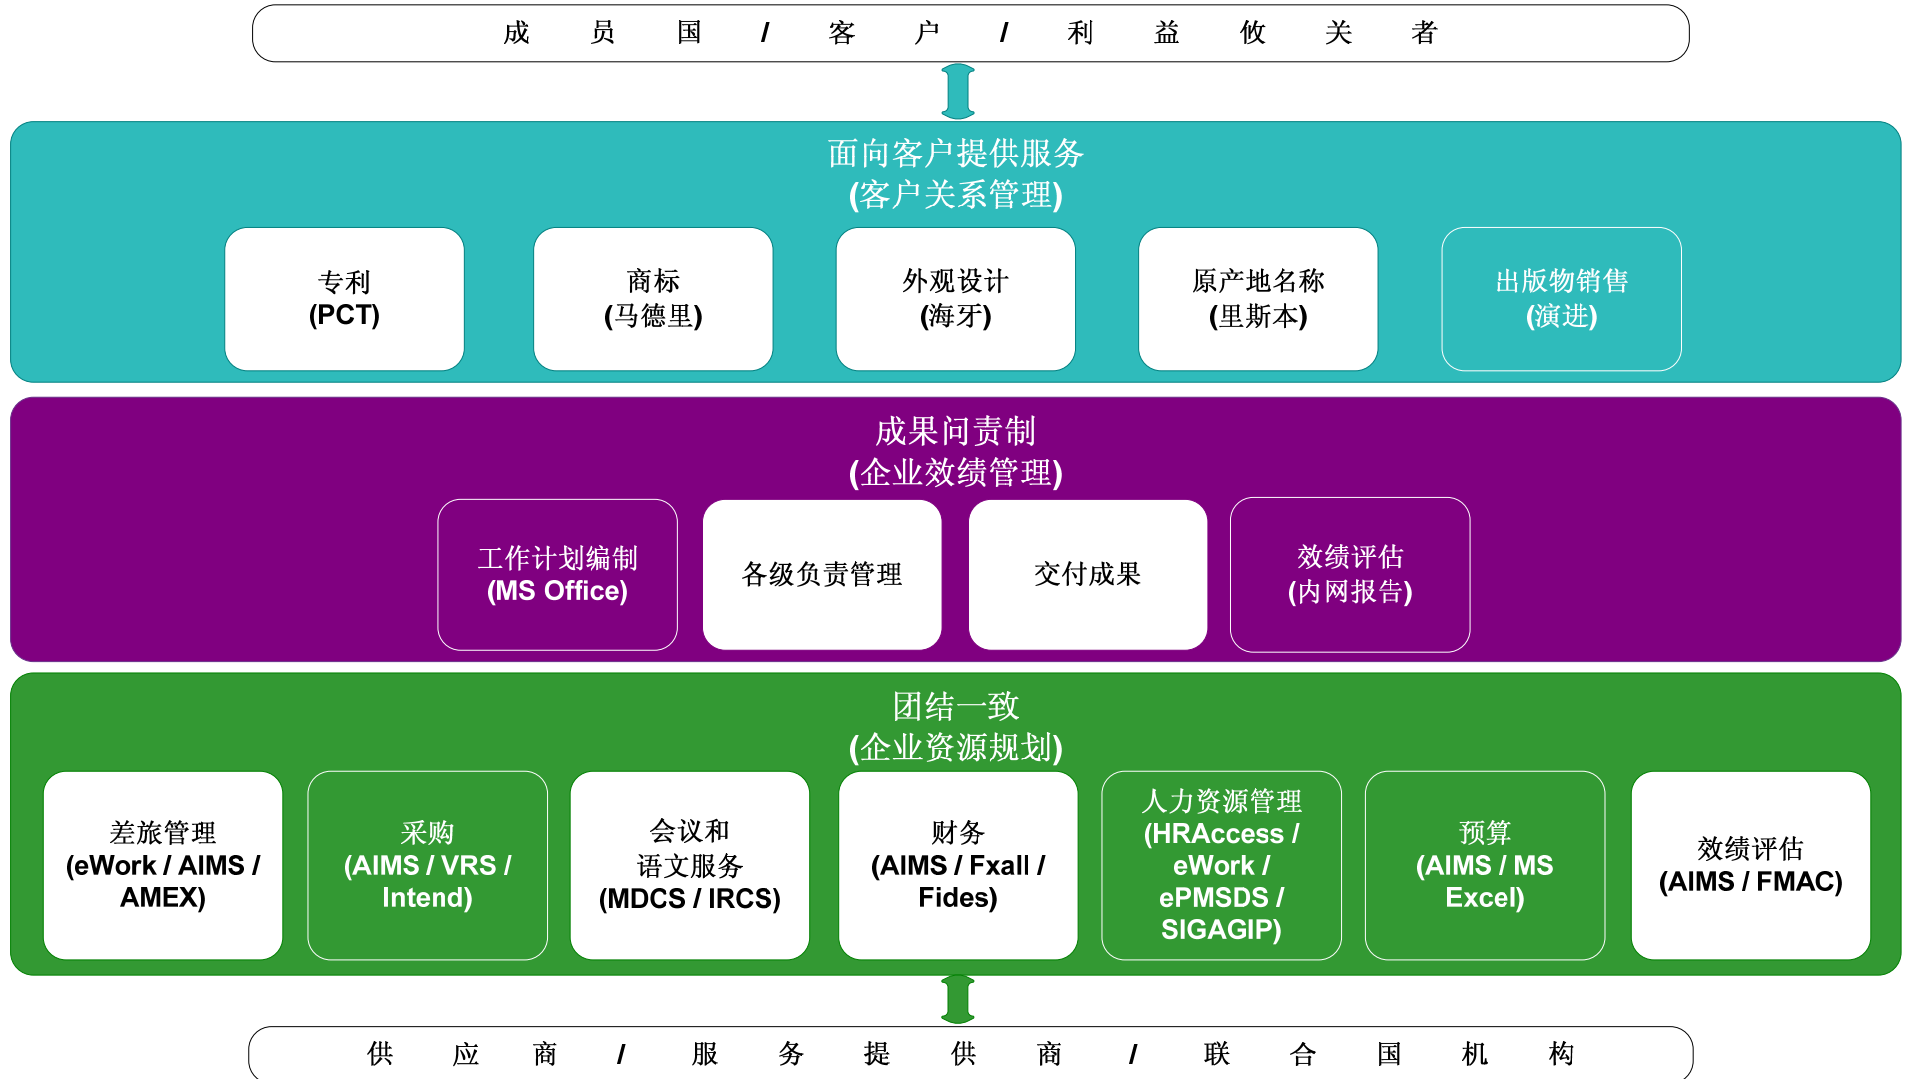 成员国/客户/利益攸关者
面向客户提供服务
(客户关系管理)
专利
(PCT)
商标
(马德里)
外观设计
(海牙)
原产地名称
(里斯本)
出版物销售
(演进)
成果问责制
(企业效绩管理)
工作计划编制
(MS Office)
各级负责管理
交付成果
效绩评估
(内网报告)
团结一致
(企业资源规划)
差旅管理
(eWork / AIMS /
AMEX)
采购
(AIMS / VRS /
Intend)
会议和
语文服务
(MDCS / IRCS)
财务
(AIMS / Fxall /
Fides)
人力资源管理
(HRAccess /
eWork /
ePMSDS /
SIGAGIP)
预算
(AIMS / MS
Excel)
效绩评估
(AIMS / FMAC)
供应商/服务提供商/联合国机构